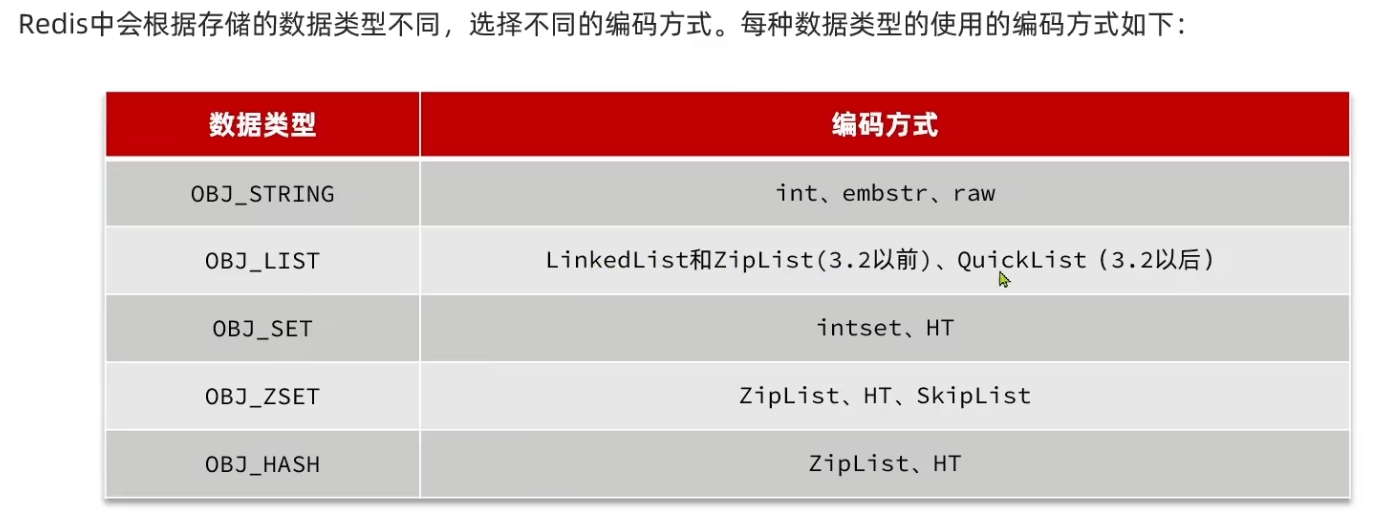 Redis中会根据存储的数据类型不同，选择不同的编码方式。每种数据类型的使用的编码方式如下：
数据类型 编码方式
OBJ_STRING int、embstr、raw
OBJ_LIST LinkedList和ZipList(3.2以前)、QuickList（3.2以后）
OBJ_SET intset、HT
OBJ_ZSET ZipList、HT、SkipList
OBJ_HASH ZipList、HT